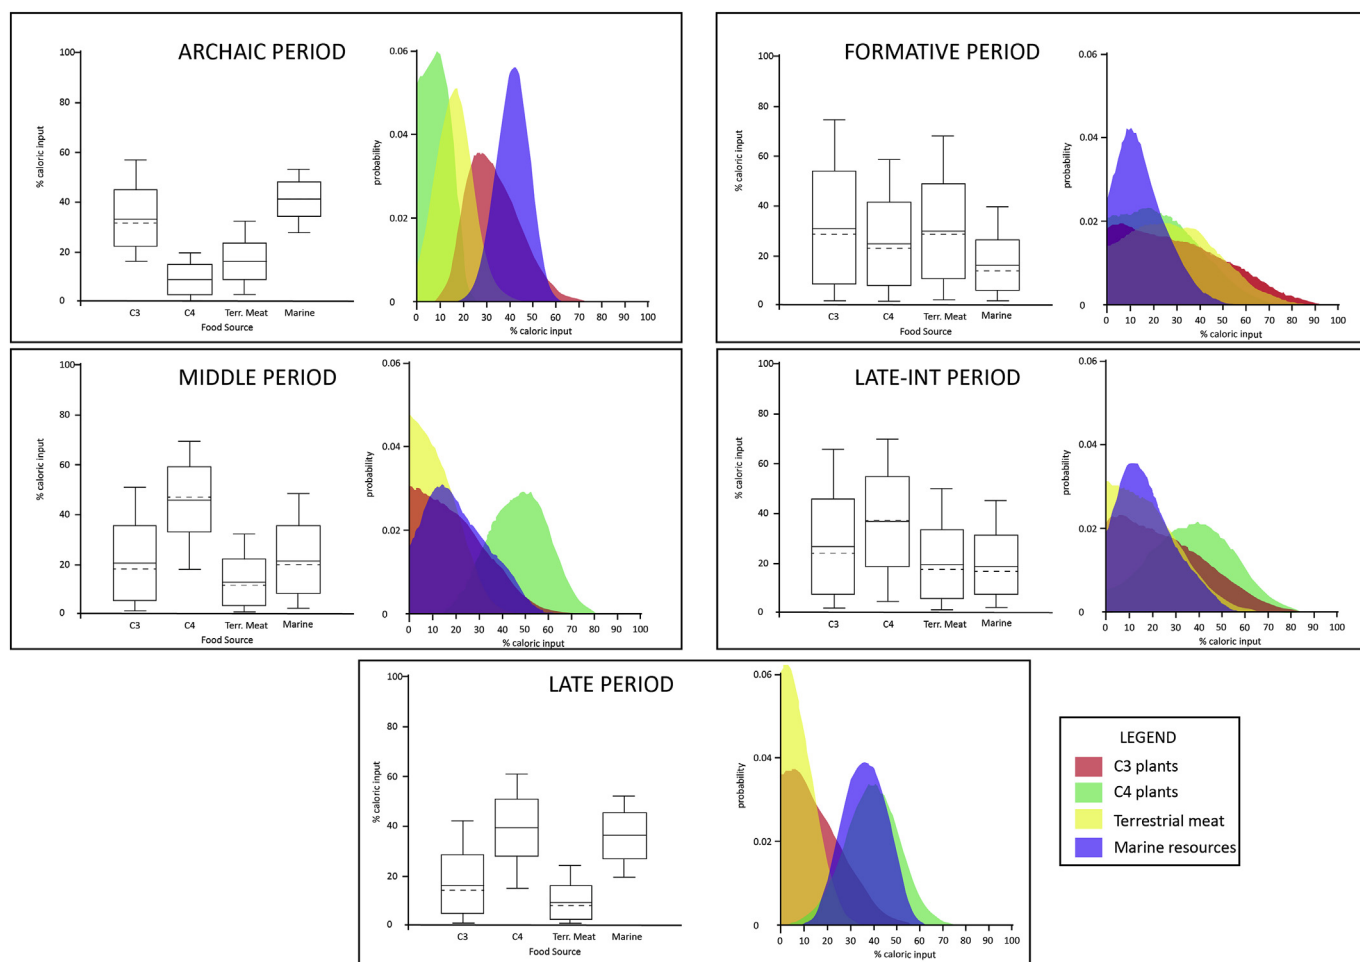 ARCHAIC PERIOD
100
80
60
40
20
0
% caloric input
C3 C4 Terr. Meat Marine
Food Source
0.06
0.04
0.02
0
probability
0 10 20 30 40 50 60 70 80 90 100
% caloric input
FORMATIVE PERIOD
100
80
60
40
20
0
% caloric input
C3 C4 Terr. Meat Marine
Food Source
0.06
0.04
0.02
0
probability
0 10 20 30 40 50 60 70 80 90 100
% caloric input
MIDDLE PERIOD
100
80
60
40
20
0
% caloric input
C3 C4 Terr. Meat Marine
Food Source
0.06
0.04
0.02
0
probability
0 10 20 30 40 50 60 70 80 90 100
% caloric input
LATE-INT PERIOD
100
80
60
40
20
0
% caloric input
C3 C4 Terr. Meat Marine
0.06
0.04
0.02
0
probability
0 10 20 30 40 50 60 70 80 90 100
% caloric input
LATE PERIOD
100
80
60
40
20
0
% caloric input
C3 C4 Terr. Meat Marine
Food Source
0.06
0.04
0.02
0
probability
0 10 20 30 40 50 60 70 80 90 100
% caloric input
LEGEND
C3 plants
C4 plants
Terrestrial meat
Marine resources